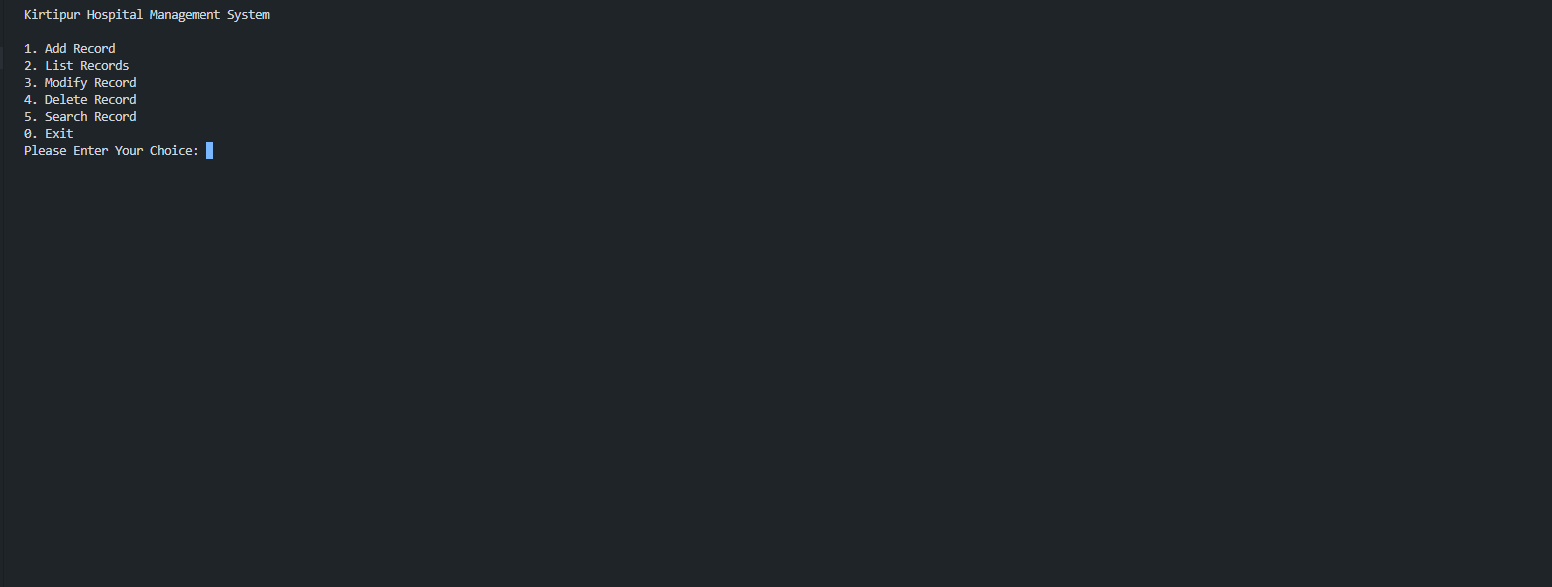 Kirtipur Hospital Management System
1. Add Record
2. List Records
3. Modify Record
4. Delete Record
5. Search Record
0. Exit
Please Enter Your Choice: